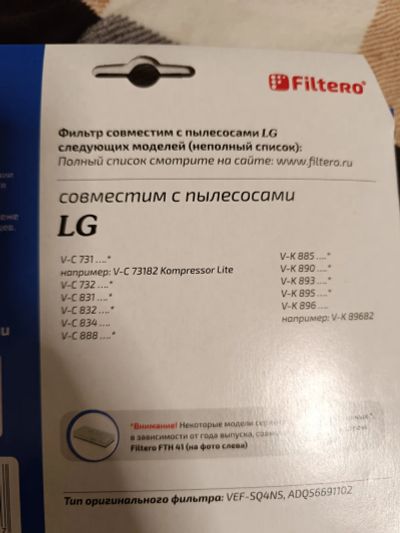 Filtero
Фильтр совместим с пылесосами LG
следующих моделей (неполный список):
Полный список смотрите на сайте: www.filtero.ru
совместим с пылесосами
LG
V-C 731 ....*
например: V-C 73182 Kompressor Lite
V-C 732 ....*
V-C 831 ....*
V-C 832 ....*
V-C 834 ....
V-C 888 ....*
V-K 885 ....*
V-K 890 ....*
V-K 893 ....*
V-K 895 ....*
V-K 896 ....
например: V-K 89682
*Внимание! Некоторые модели
в зависимости от года выпуска,
Filtero FTH 41 (на фото слева)
Тип оригинального фильтра: VEF-SQ4NS, ADQ56691102